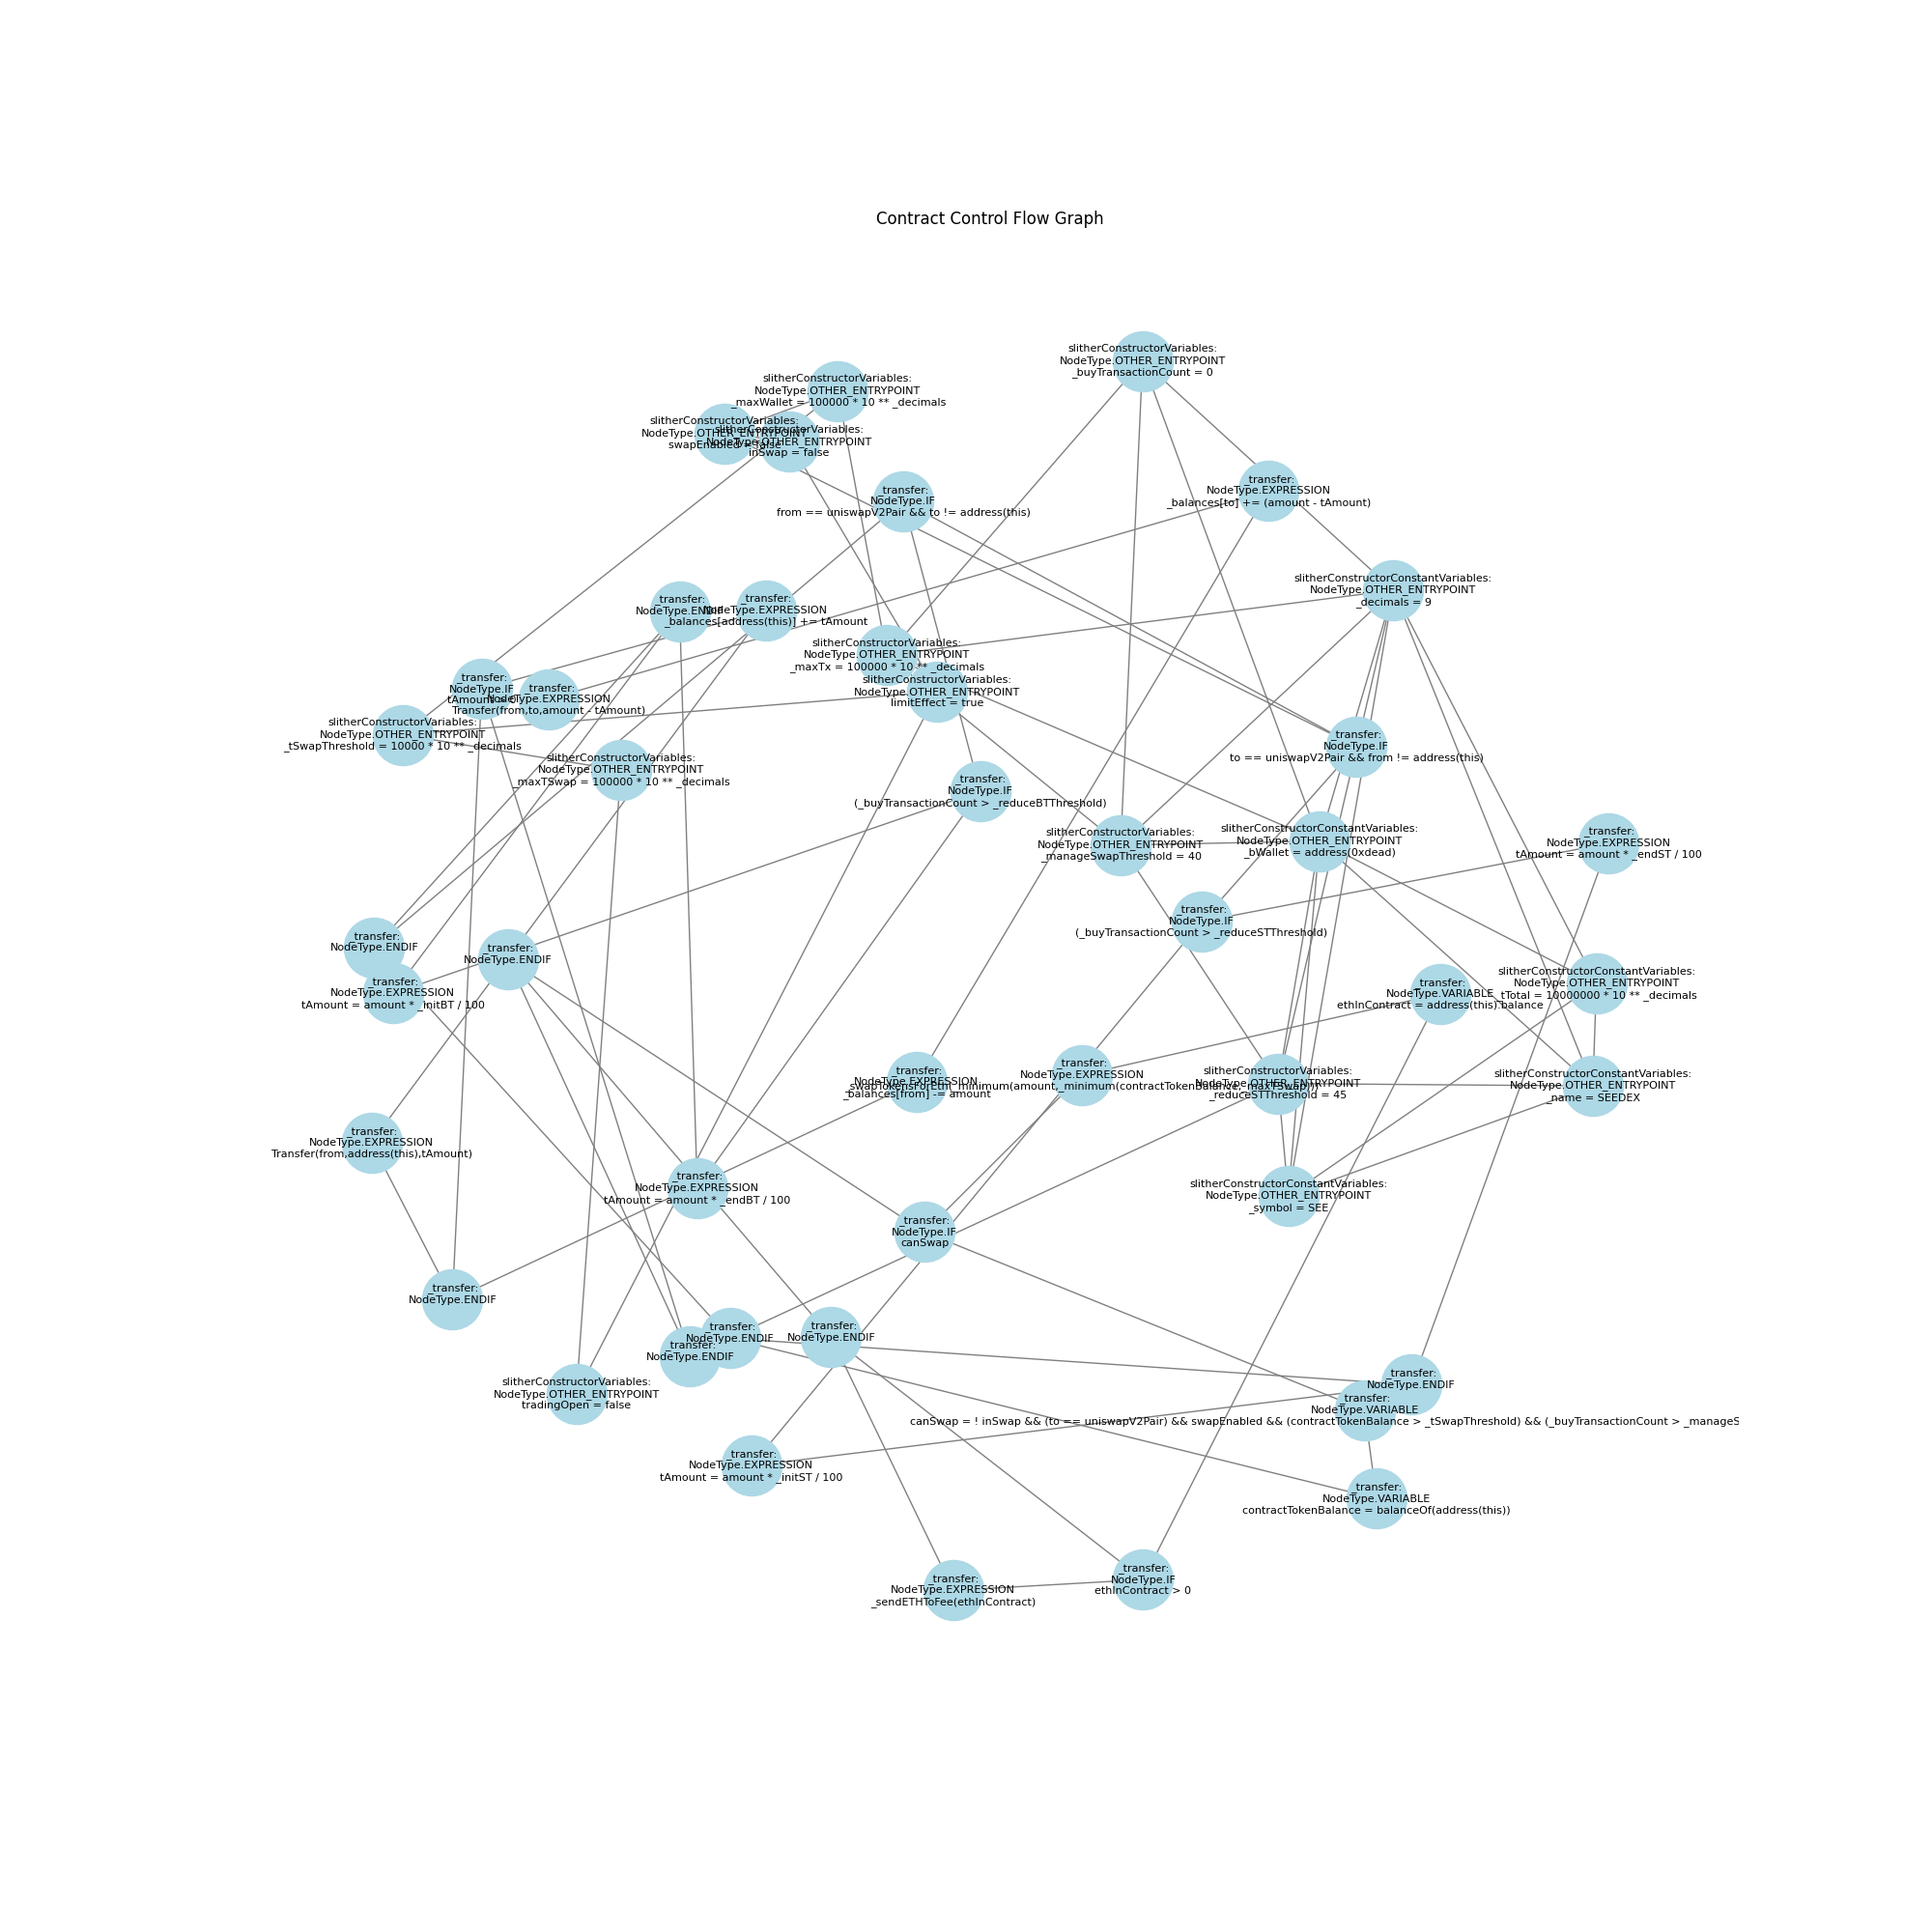 Contract Control Flow Graph
slitherConstructorVariables:
NodeType.OTHER_ENTRYPOINT
_buyTransactionCount = 0
slitherConstructorVariables:
NodeType.OTHER_ENTRYPOINT
_maxWallet = 100000 * 10 ** _decimals
slitherConstructorVariables:
NodeType.OTHER_ENTRYPOINT
swapEnabled = false
slitherConstructorVariables:
NodeType.OTHER_ENTRYPOINT
inSwap = false
_transfer:
NodeType.IF
from == uniswapV2Pair && to != address(this)
_transfer:
NodeType.EXPRESSION
_balances[to] += (amount - tAmount)
slitherConstructorConstantVariables:
NodeType.OTHER_ENTRYPOINT
_decimals = 9
_transfer:
NodeType.ENDIF
_transfer:
NodeType.EXPRESSION
_balances[address(this)] += tAmount
slitherConstructorVariables:
NodeType.OTHER_ENTRYPOINT
_maxTx = 100000 * 10 ** _decimals
slitherConstructorVariables:
NodeType.OTHER_ENTRYPOINT
limitEffect = true
_transfer:
NodeType.IF
_transfer:
NodeType.EXPRESSION
Transfer(from,to,amount - tAmount)
slitherConstructorVariables:
NodeType.OTHER_ENTRYPOINT
_tSwapThreshold = 10000 * 10 ** _decimals
slitherConstructorVariables:
NodeType.OTHER_ENTRYPOINT
_maxTSwap = 100000 * 10 ** _decimals
_transfer:
NodeType.IF
to == uniswapV2Pair && from != address(this)
_transfer:
NodeType.IF
(_buyTransactionCount > _reduceBTThreshold)
slitherConstructorVariables:
NodeType.OTHER_ENTRYPOINT
_manageSwapThreshold = 40
slitherConstructorConstantVariables:
NodeType.OTHER_ENTRYPOINT
_bWallet = address(0xdead)
_transfer:
NodeType.EXPRESSION
tAmount = amount * _endST / 100
_transfer:
NodeType.IF
(_buyTransactionCount > _reduceSTThreshold)
_transfer:
NodeType.ENDIF
_transfer:
NodeType.ENDIF
_transfer:
NodeType.EXPRESSION
tAmount = amount * _initBT / 100
slitherConstructorConstantVariables:
NodeType.OTHER_ENTRYPOINT
_tTotal = 10000000 * 10 ** _decimals
_transfer:
NodeType.VARIABLE
ethInContract = address(this).balance
_transfer:
NodeType.EXPRESSION
_balances[from] -= amount
_transfer:
NodeType.EXPRESSION
_swapTokensForEth(_minimum(amount,_minimum(contractTokenBalance,_maxTSwap)))
slitherConstructorVariables:
NodeType.OTHER_ENTRYPOINT
_reduceSTThreshold = 45
slitherConstructorConstantVariables:
NodeType.OTHER_ENTRYPOINT
_name = SEEDEX
_transfer:
NodeType.EXPRESSION
Transfer(from,address(this),tAmount)
_transfer:
NodeType.EXPRESSION
tAmount = amount * _endBT / 100
slitherConstructorConstantVariables:
NodeType.OTHER_ENTRYPOINT
_symbol = SEE
_transfer:
NodeType.IF
canSwap
_transfer:
NodeType.ENDIF
_transfer:
NodeType.ENDIF
_transfer:
NodeType.ENDIF
_transfer:
NodeType.ENDIF
slitherConstructorVariables:
NodeType.OTHER_ENTRYPOINT
tradingOpen = false
_transfer:
NodeType.ENDIF
_transfer:
NodeType.VARIABLE
canSwap = ! inSwap && (to == uniswapV2Pair) && swapEnabled && (contractTokenBalance > _tSwapThreshold) && (_buyTransactionCount > _manageS
_transfer:
NodeType.EXPRESSION
tAmount = amount * _initST / 100
_transfer:
NodeType.VARIABLE
contractTokenBalance = balanceOf(address(this))
_transfer:
NodeType.IF
ethInContract > 0
_transfer:
NodeType.EXPRESSION
_sendETHToFee(ethInContract)